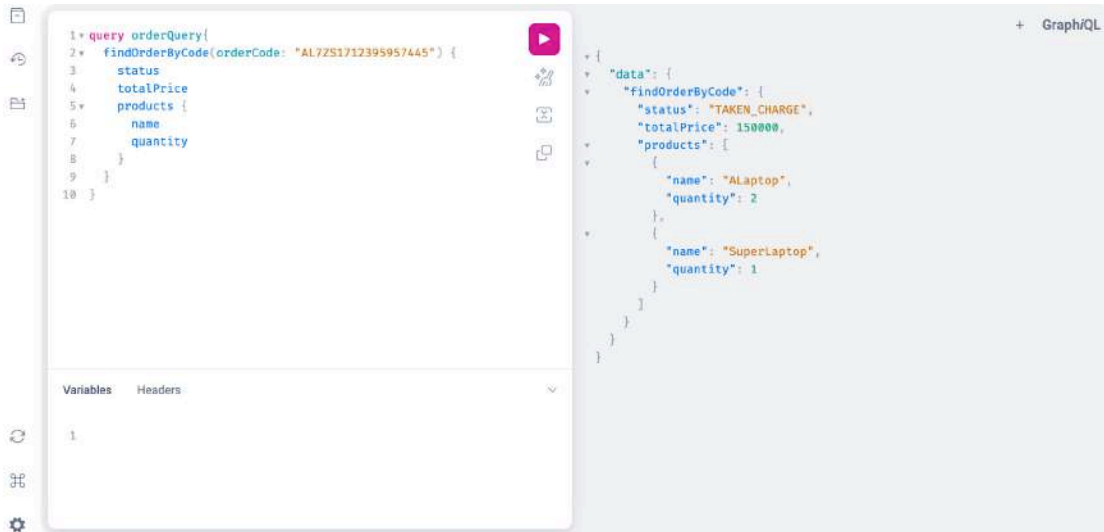 1 query orderQuery{
2 findOrderByCode(orderCode: "AL7ZS1712395957445") {
3 status
4 totalPrice
5 products {
6 name
7 quantity
8 }
9 }
10 }
Variables Headers
1
+ GraphiQL
{
"data": {
"findOrderByCode": {
"status": "TAKEN_CHARGE",
"totalPrice": 150000,
"products": [
{
"name": "ALaptop",
"quantity": 2
},
{
"name": "SuperLaptop",
"quantity": 1
}
]
}
}
}